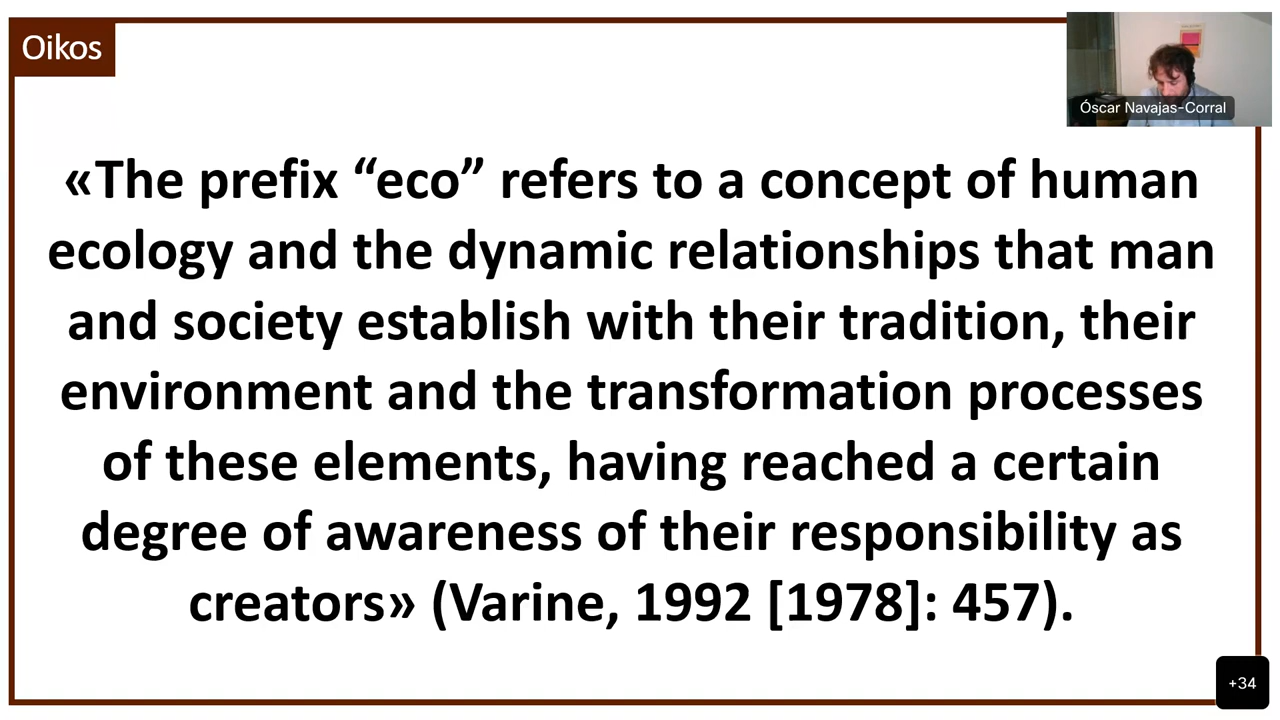 Oikos
Óscar Navajas-Corral
«The prefix “eco” refers to a concept of human
ecology and the dynamic relationships that man
and society establish with their tradition, their
environment and the transformation processes
of these elements, having reached a certain
degree of awareness of their responsibility as
creators» (Varine, 1992 [1978]: 457).
+34